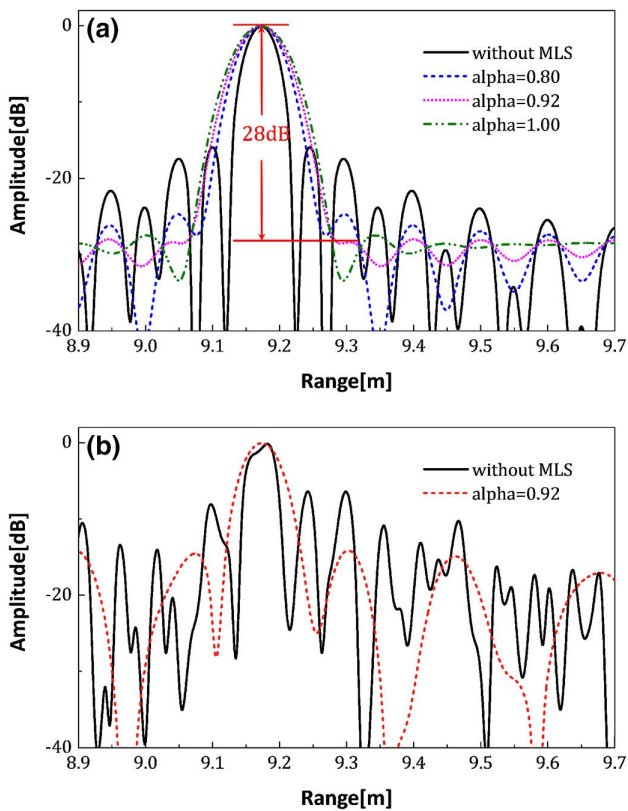 (a)
without MLS
alpha=0.80
alpha=0.92
alpha=1.00
28dB
Amplitude[dB]
0
-20
-40
8.9 9.0 9.1 9.2 9.3 9.4 9.5 9.6 9.7
Range[m]
(b)
without MLS
alpha=0.92
Amplitude[dB]
0
-20
-40
8.9 9.0 9.1 9.2 9.3 9.4 9.5 9.6 9.7
Range[m]